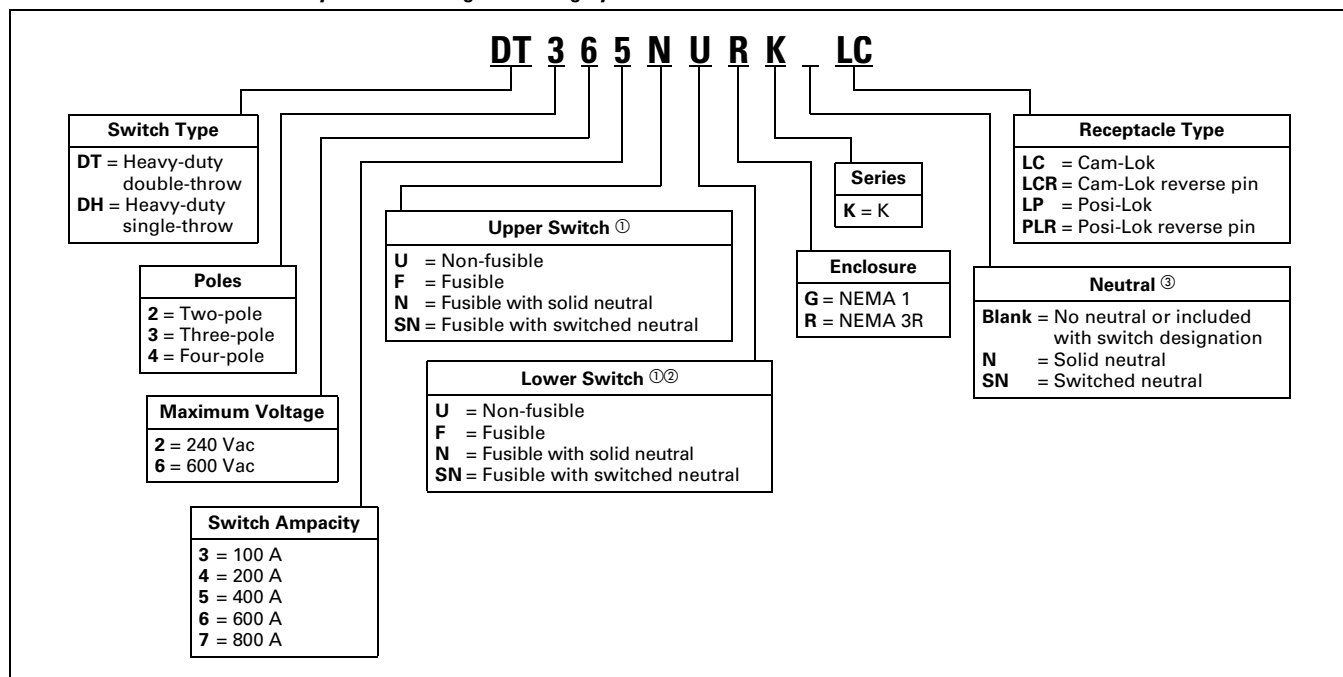 DT 3 6 5 N U R K _ LC
Switch Type
DT = Heavy-duty
double-throw
DH = Heavy-duty
single-throw
Poles
2 = Two-pole
3 = Three-pole
4 = Four-pole
Maximum Voltage
2 = 240 Vac
6 = 600 Vac
Switch Ampacity
3 = 100 A
4 = 200 A
5 = 400 A
6 = 600 A
7 = 800 A
Upper Switch ①
U = Non-fusible
F = Fusible
N = Fusible with solid neutral
SN = Fusible with switched neutral
Lower Switch ①②
U = Non-fusible
F = Fusible
N = Fusible with solid neutral
SN = Fusible with switched neutral
Series
K = K
Enclosure
G = NEMA 1
R = NEMA 3R
Receptacle Type
LC = Cam-Lok
LCR = Cam-Lok reverse pin
LP = Posi-Lok
PLR = Posi-Lok reverse pin
Neutral ③
Blank = No neutral or included
with switch designation
N = Solid neutral
SN = Switched neutral